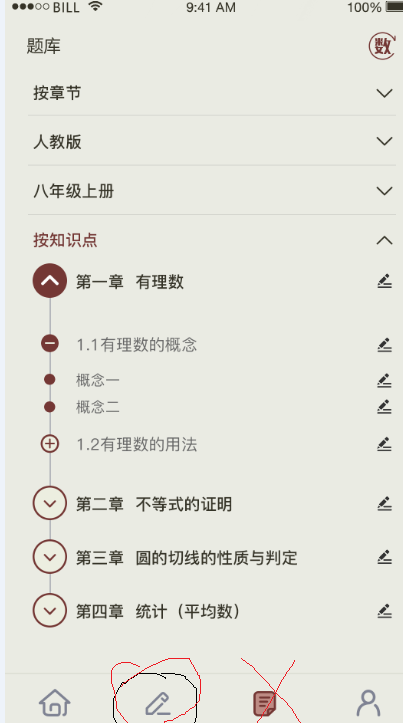 BILL 9:41 AM 100%
题库 数
按章节
人教版
八年级上册
按知识点
第一章 有理数
1.1有理数的概念
概念一
概念二
1.2有理数的用法
第二章 不等式的证明
第三章 圆的切线的性质与判定
第四章 统计（平均数）